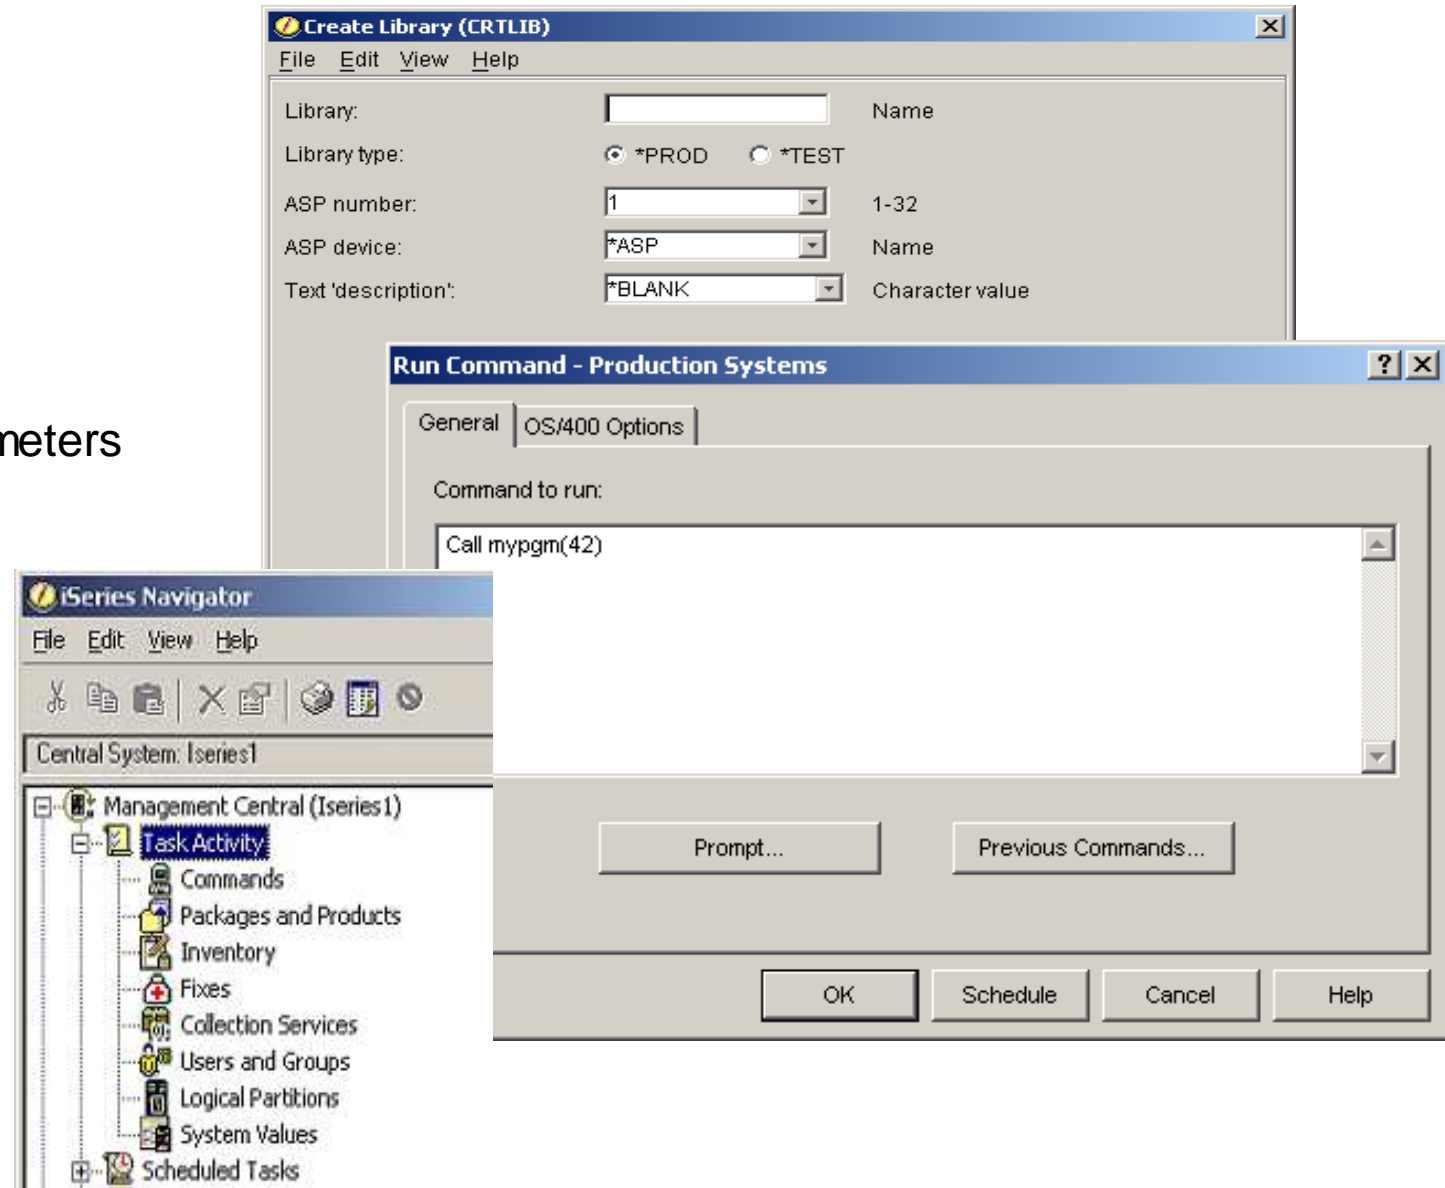 Create Library (CRTLIB)
File Edit View Help
Library: Name
Library type: *PROD *TEST
ASP number: 1 1-32
ASP device: *ASP Name
Text 'description': *BLANK Character value
meters
Run Command - Production Systems
General OS/400 Options
Command to run:
Call mypgm(42)
Prompt... Previous Commands...
OK Schedule Cancel Help
iSeries Navigator
File Edit View Help
Central System: Iseries1
Management Central (Iseries1)
Task Activity
Commands
Packages and Products
Inventory
Fixes
Collection Services
Users and Groups
Logical Partitions
System Values
Scheduled Tasks